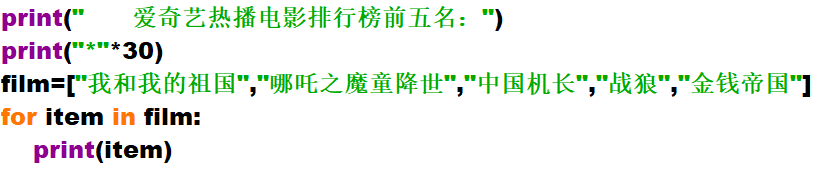 print("      爱奇艺热播电影排行榜前五名：")
print("*"*30)
film=["我和我的祖国","哪吒之魔童降世","中国机长","战狼","金钱帝国"]
for item in film:
    print(item)